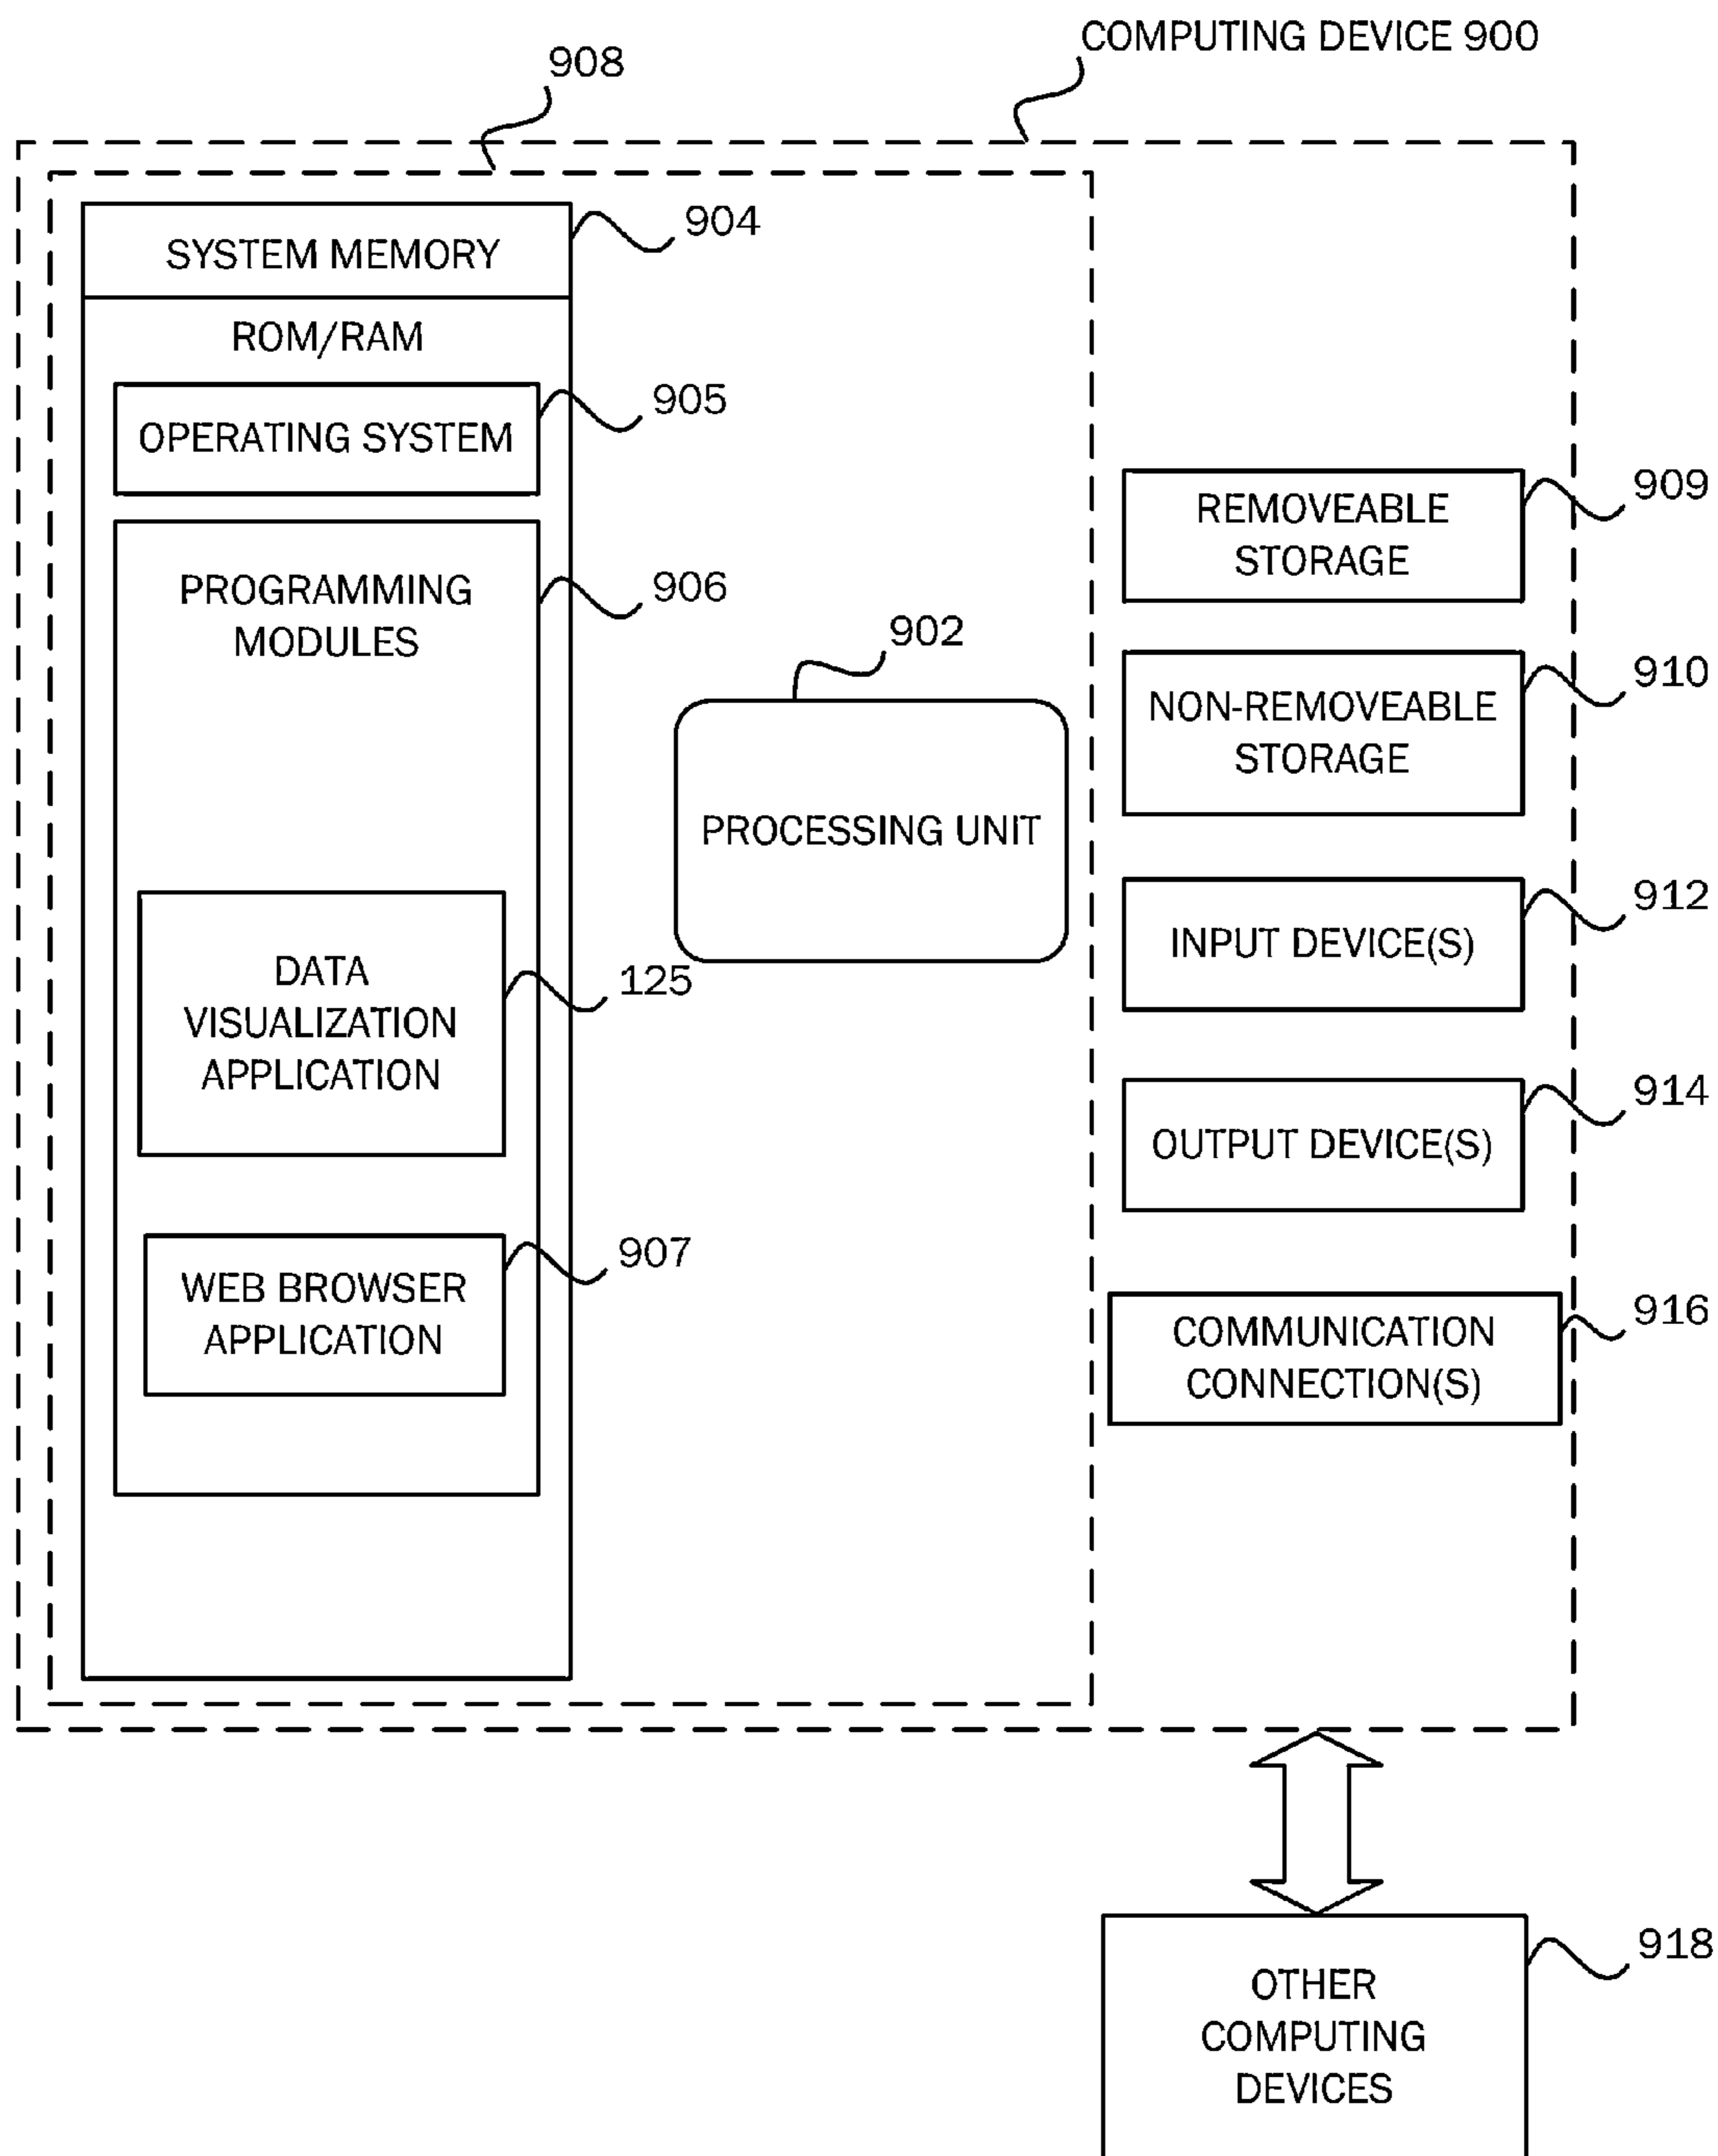 COMPUTING DEVICE 900
908
SYSTEM MEMORY
904
ROM/RAM
OPERATING SYSTEM
905
PROGRAMMING
MODULES
906
DATA
VISUALIZATION
APPLICATION
125
WEB BROWSER
APPLICATION
907
PROCESSING UNIT
902
REMOVEABLE
STORAGE
909
NON-REMOVEABLE
STORAGE
910
INPUT DEVICE(S)
912
OUTPUT DEVICE(S)
914
COMMUNICATION
CONNECTION(S)
916
OTHER
COMPUTING
DEVICES
918